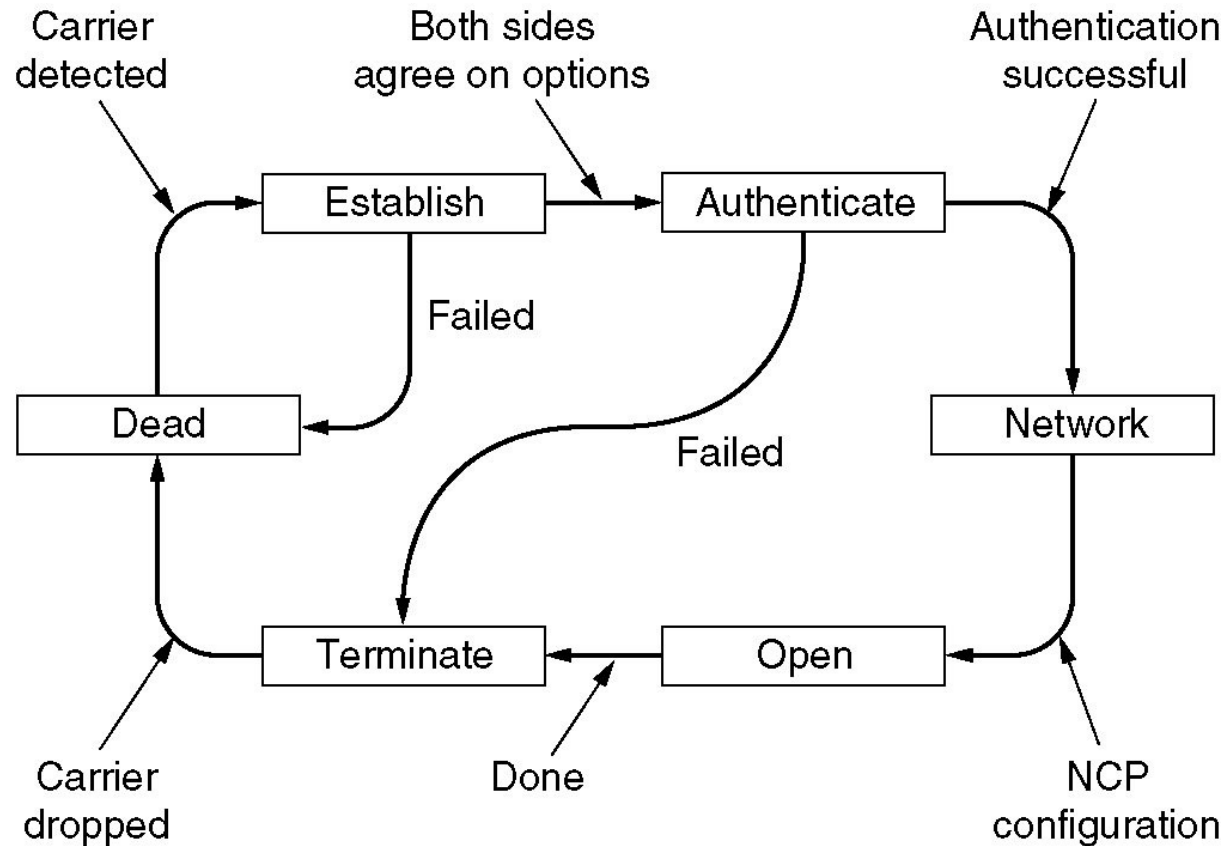 Carrier
detected
Both sides
agree on options
Authentication
successful
Establish
Authenticate
Failed
Dead
Failed
Network
Terminate
Open
Carrier
dropped
Done
NCP
configuration